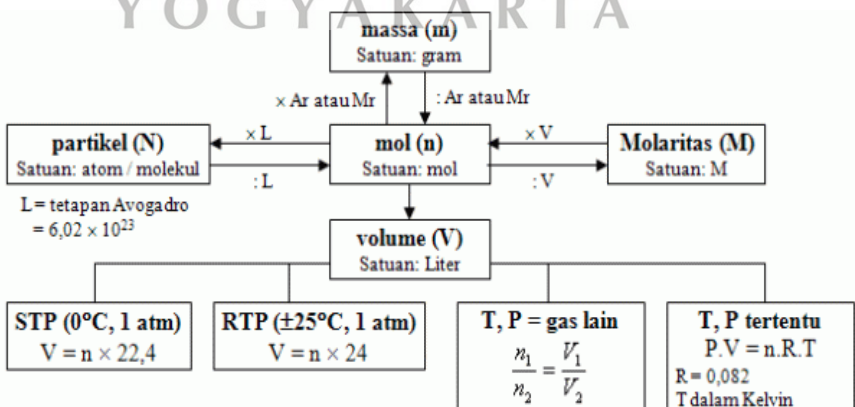 YOGYAKARTA
massa (m)
Satuan: gram
× Ar atau Mr
: Ar atau Mr
partikel (N)
Satuan: atom / molekul
× L
: L
mol (n)
Satuan: mol
× V
: V
Molaritas (M)
Satuan: M
L = tetapan Avogadro
= 6,02 × 10²³
volume (V)
Satuan: Liter
STP (0°C, 1 atm)
V = n × 22,4
RTP (±25°C, 1 atm)
V = n × 24
T, P = gas lain
n₁/n₂ = V₁/V₂
T, P tertentu
P.V = n.R.T
R = 0,082
T dalam Kelvin